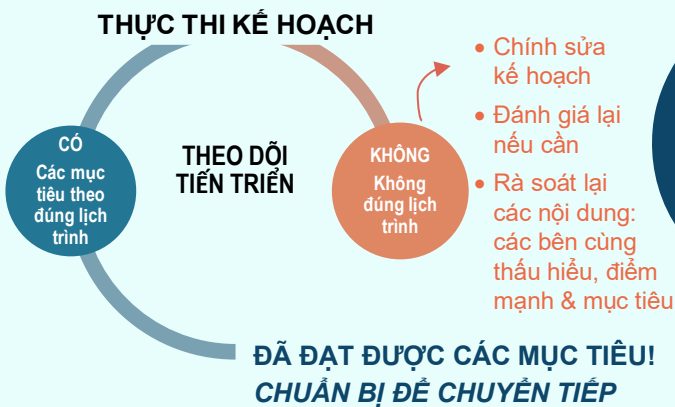 THỰC THI KẾ HOẠCH
CÓ
Các mục
tiêu theo
đúng lịch
trình
THEO DÕI
TIẾN TRIỂN
KHÔNG
Không
đúng lịch
trình
• Chính sửa
kế hoạch
• Đánh giá lại
nếu cần
• Rà soát lại
các nội dung:
các bên cùng
thấu hiểu, điểm
mạnh & mục tiêu
ĐÃ ĐẠT ĐƯỢC CÁC MỤC TIÊU!
CHUẨN BỊ ĐỂ CHUYỂN TIẾP